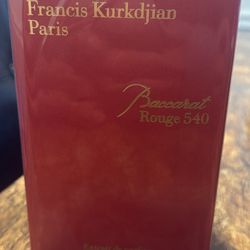 Francis Kurkdjian
Paris
Baccarat
Rouge 540